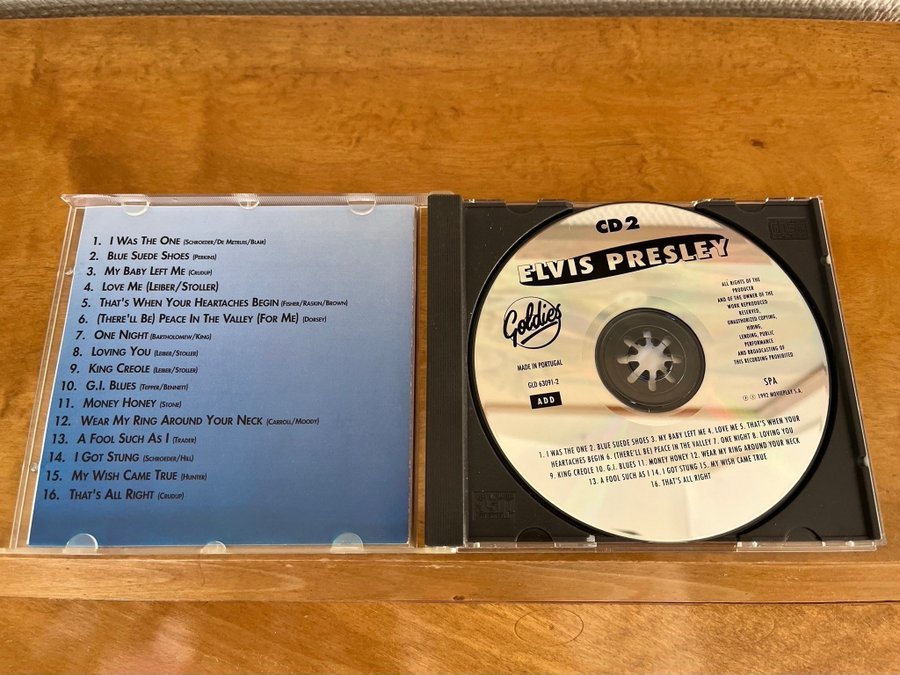 1. I Was The One (Schroeder/De Metrius/Blair)
2. Blue Suede Shoes (Perkins)
3. My Baby Left Me (Crudup)
4. Love Me (Leiber/Stoller)
5. That's When Your Heartaches Begin (Fisher/Raskin/Brown)
6. (There'll Be) Peace In The Valley (For Me) (Dorsey)
7. One Night (Bartholomew/King)
8. Loving You (Leiber/Stoller)
9. King Creole (Leiber/Stoller)
10. G.I. Blues (Tepper/Bennett)
11. Money Honey (Stone)
12. Wear My Ring Around Your Neck (Carroll/Moody)
13. A Fool Such As I (Trader)
14. I Got Stung (Schroeder/Hill)
15. My Wish Came True (Hunter)
16. That's All Right (Crudup)
CD 2
ELVIS PRESLEY
Goldies
MADE IN PORTUGAL
GLD 63091-2
ADD
ALL RIGHTS OF THE
PRODUCER
AND OF THE OWNER OF THE
WORK REPRODUCED
RESERVED,
UNAUTHORIZED COPYING,
HIRING,
LENDING, PUBLIC
PERFORMANCE
AND BROADCASTING OF
THIS RECORDING PROHIBITED
SPA
℗ © 1992 MOVIEPLAY S.A.
1. I WAS THE ONE 2. BLUE SUEDE SHOES 3. MY BABY LEFT ME 4. LOVE ME 5. THAT'S WHEN YOUR
HEARTACHES BEGIN 6. (THERE'LL BE) PEACE IN THE VALLEY 7. ONE NIGHT 8. LOVING YOU
9. KING CREOLE 10. G.I. BLUES 11. MONEY HONEY 12. WEAR MY RING AROUND YOUR NECK
13. A FOOL SUCH AS I 14. I GOT STUNG 15. MY WISH CAME TRUE
16. THAT'S ALL RIGHT